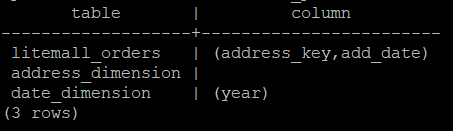 table | column
-------------------+------------------------
litemall_orders | (address_key,add_date)
address_dimension |
date_dimension | (year)
(3 rows)